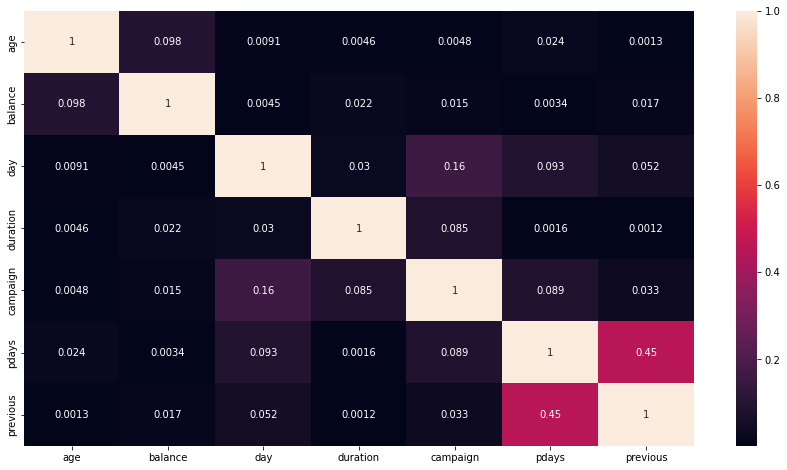 age 1 0.098 0.0091 0.0046 0.0048 0.024 0.0013
balance 0.098 1 0.0045 0.022 0.015 0.0034 0.017
day 0.0091 0.0045 1 0.03 0.16 0.093 0.052
duration 0.0046 0.022 0.03 1 0.085 0.0016 0.0012
campaign 0.0048 0.015 0.16 0.085 1 0.089 0.033
pdays 0.024 0.0034 0.093 0.0016 0.089 1 0.45
previous 0.0013 0.017 0.052 0.0012 0.033 0.45 1
age balance day duration campaign pdays previous
1.0
0.8
0.6
0.4
0.2